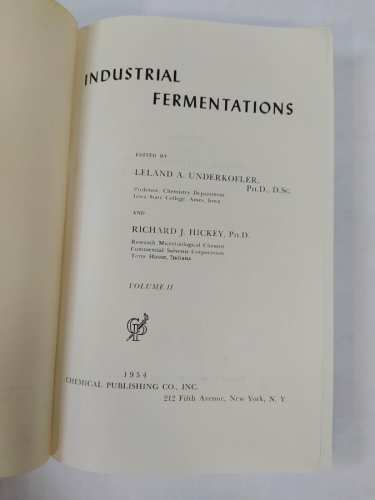 INDUSTRIAL
FERMENTATIONS
EDITED BY
LELAND A. UNDERKOFLER,
PH.D., D.SC.
Professor, Chemistry Department
Iowa State College, Ames, Iowa
AND
RICHARD J. HICKEY, PH.D.
Research Microbiological Chemist
Commercial Solvents Corporation
Terre Haute, Indiana
VOLUME II
1954
CHEMICAL PUBLISHING CO., INC.
212 Fifth Avenue, New York, N. Y.